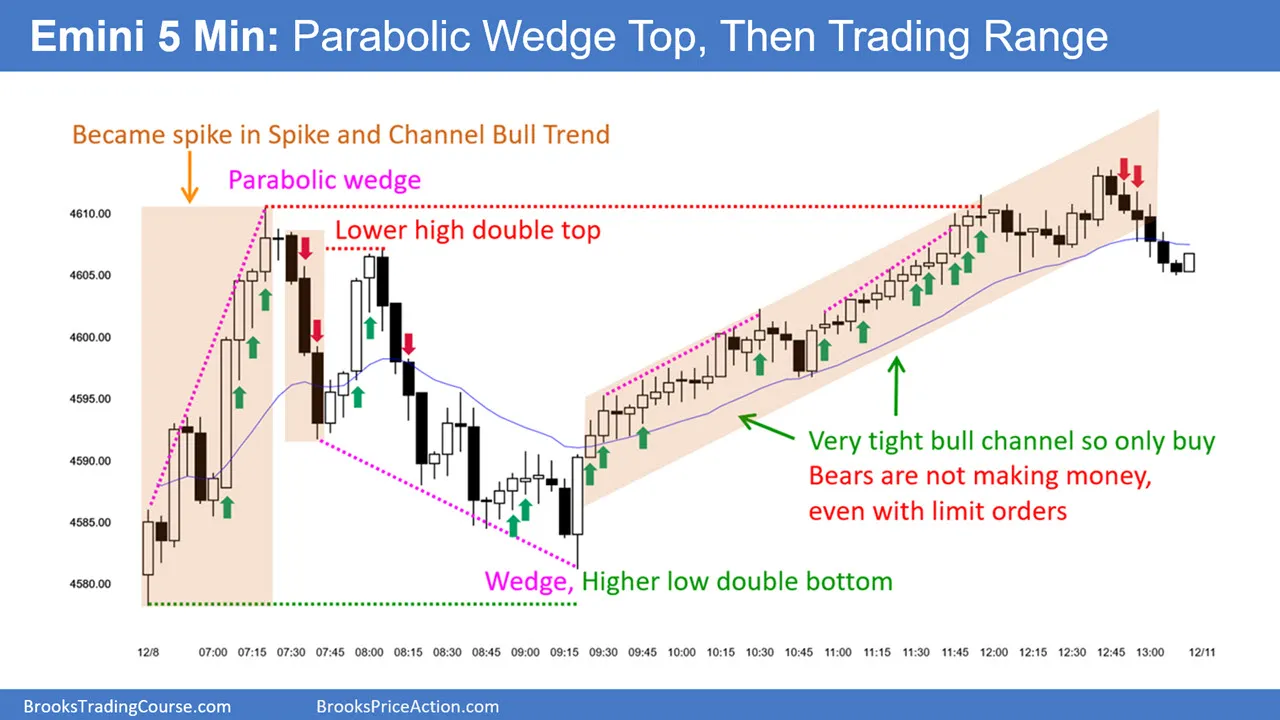 Emini 5 Min: Parabolic Wedge Top, Then Trading Range
Became spike in Spike and Channel Bull Trend
Parabolic wedge
Lower high double top
4610.00
4605.00
4600.00
4595.00
4590.00
4585.00
4580.00
Very tight bull channel so only buy
Bears are not making money,
even with limit orders
Wedge, Higher low double bottom
12/8 07:00 07:15 07:30 07:45 08:00 08:15 08:30 08:45 09:00 09:15 09:30 09:45 10:00 10:15 10:30 10:45 11:00 11:15 11:30 11:45 12:00 12:15 12:30 12:45 13:00 12/11
BrooksTradingCourse.com BrooksPriceAction.com